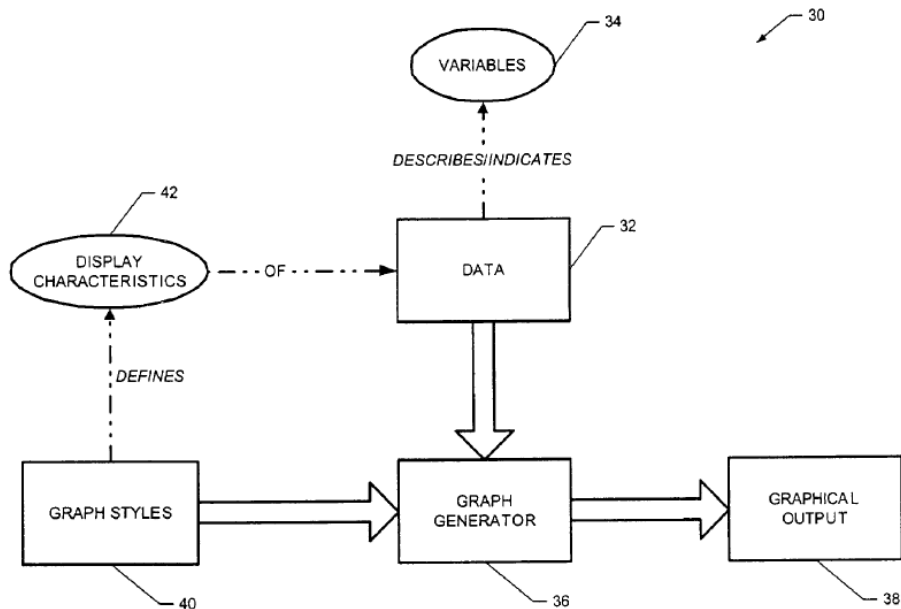 30
34
VARIABLES
DESCRIBES/INDICATES
42
32
DISPLAY
CHARACTERISTICS
OF
DATA
DEFINES
GRAPH STYLES
GRAPH
GENERATOR
GRAPHICAL
OUTPUT
40
36
38